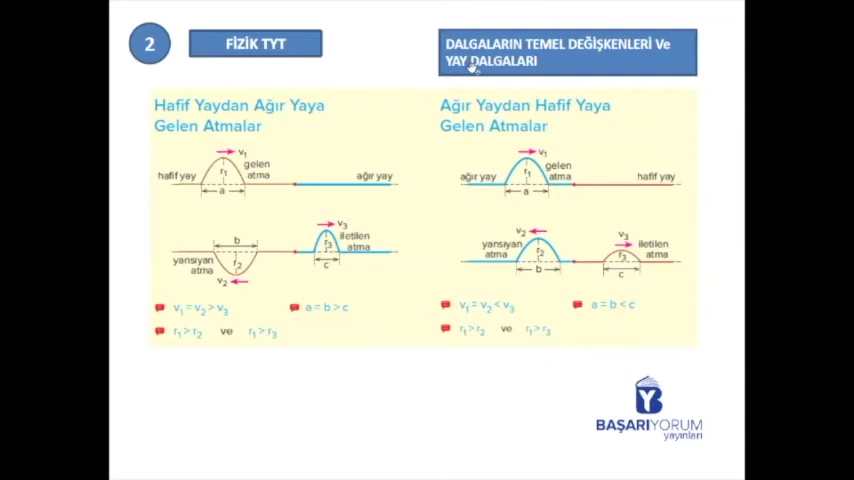 2
FİZİK TYT
DALGALARIN TEMEL DEĞİŞKENLERİ Ve
YAY DALGALARI
Hafif Yaydan Ağır Yaya
Gelen Atmalar
v₁
gelen
atma
r₁
hafif yay
ağır yay
a
b
v₃
iletilen
atma
r₃
c
yansıyan
atma
r₂
v₂
v₁ = v₂ > v₃
a = b > c
r₁ > r₂ ve r₁ > r₃
Ağır Yaydan Hafif Yaya
Gelen Atmalar
v₁
gelen
atma
r₁
ağır yay
hafif yay
a
v₂
v₃
yansıyan
atma
r₂
iletilen
atma
r₃
b
c
v₁ = v₂ < v₃
a = b < c
r₁ > r₂ ve r₁ > r₃
BAŞARIYORUM
yayınları